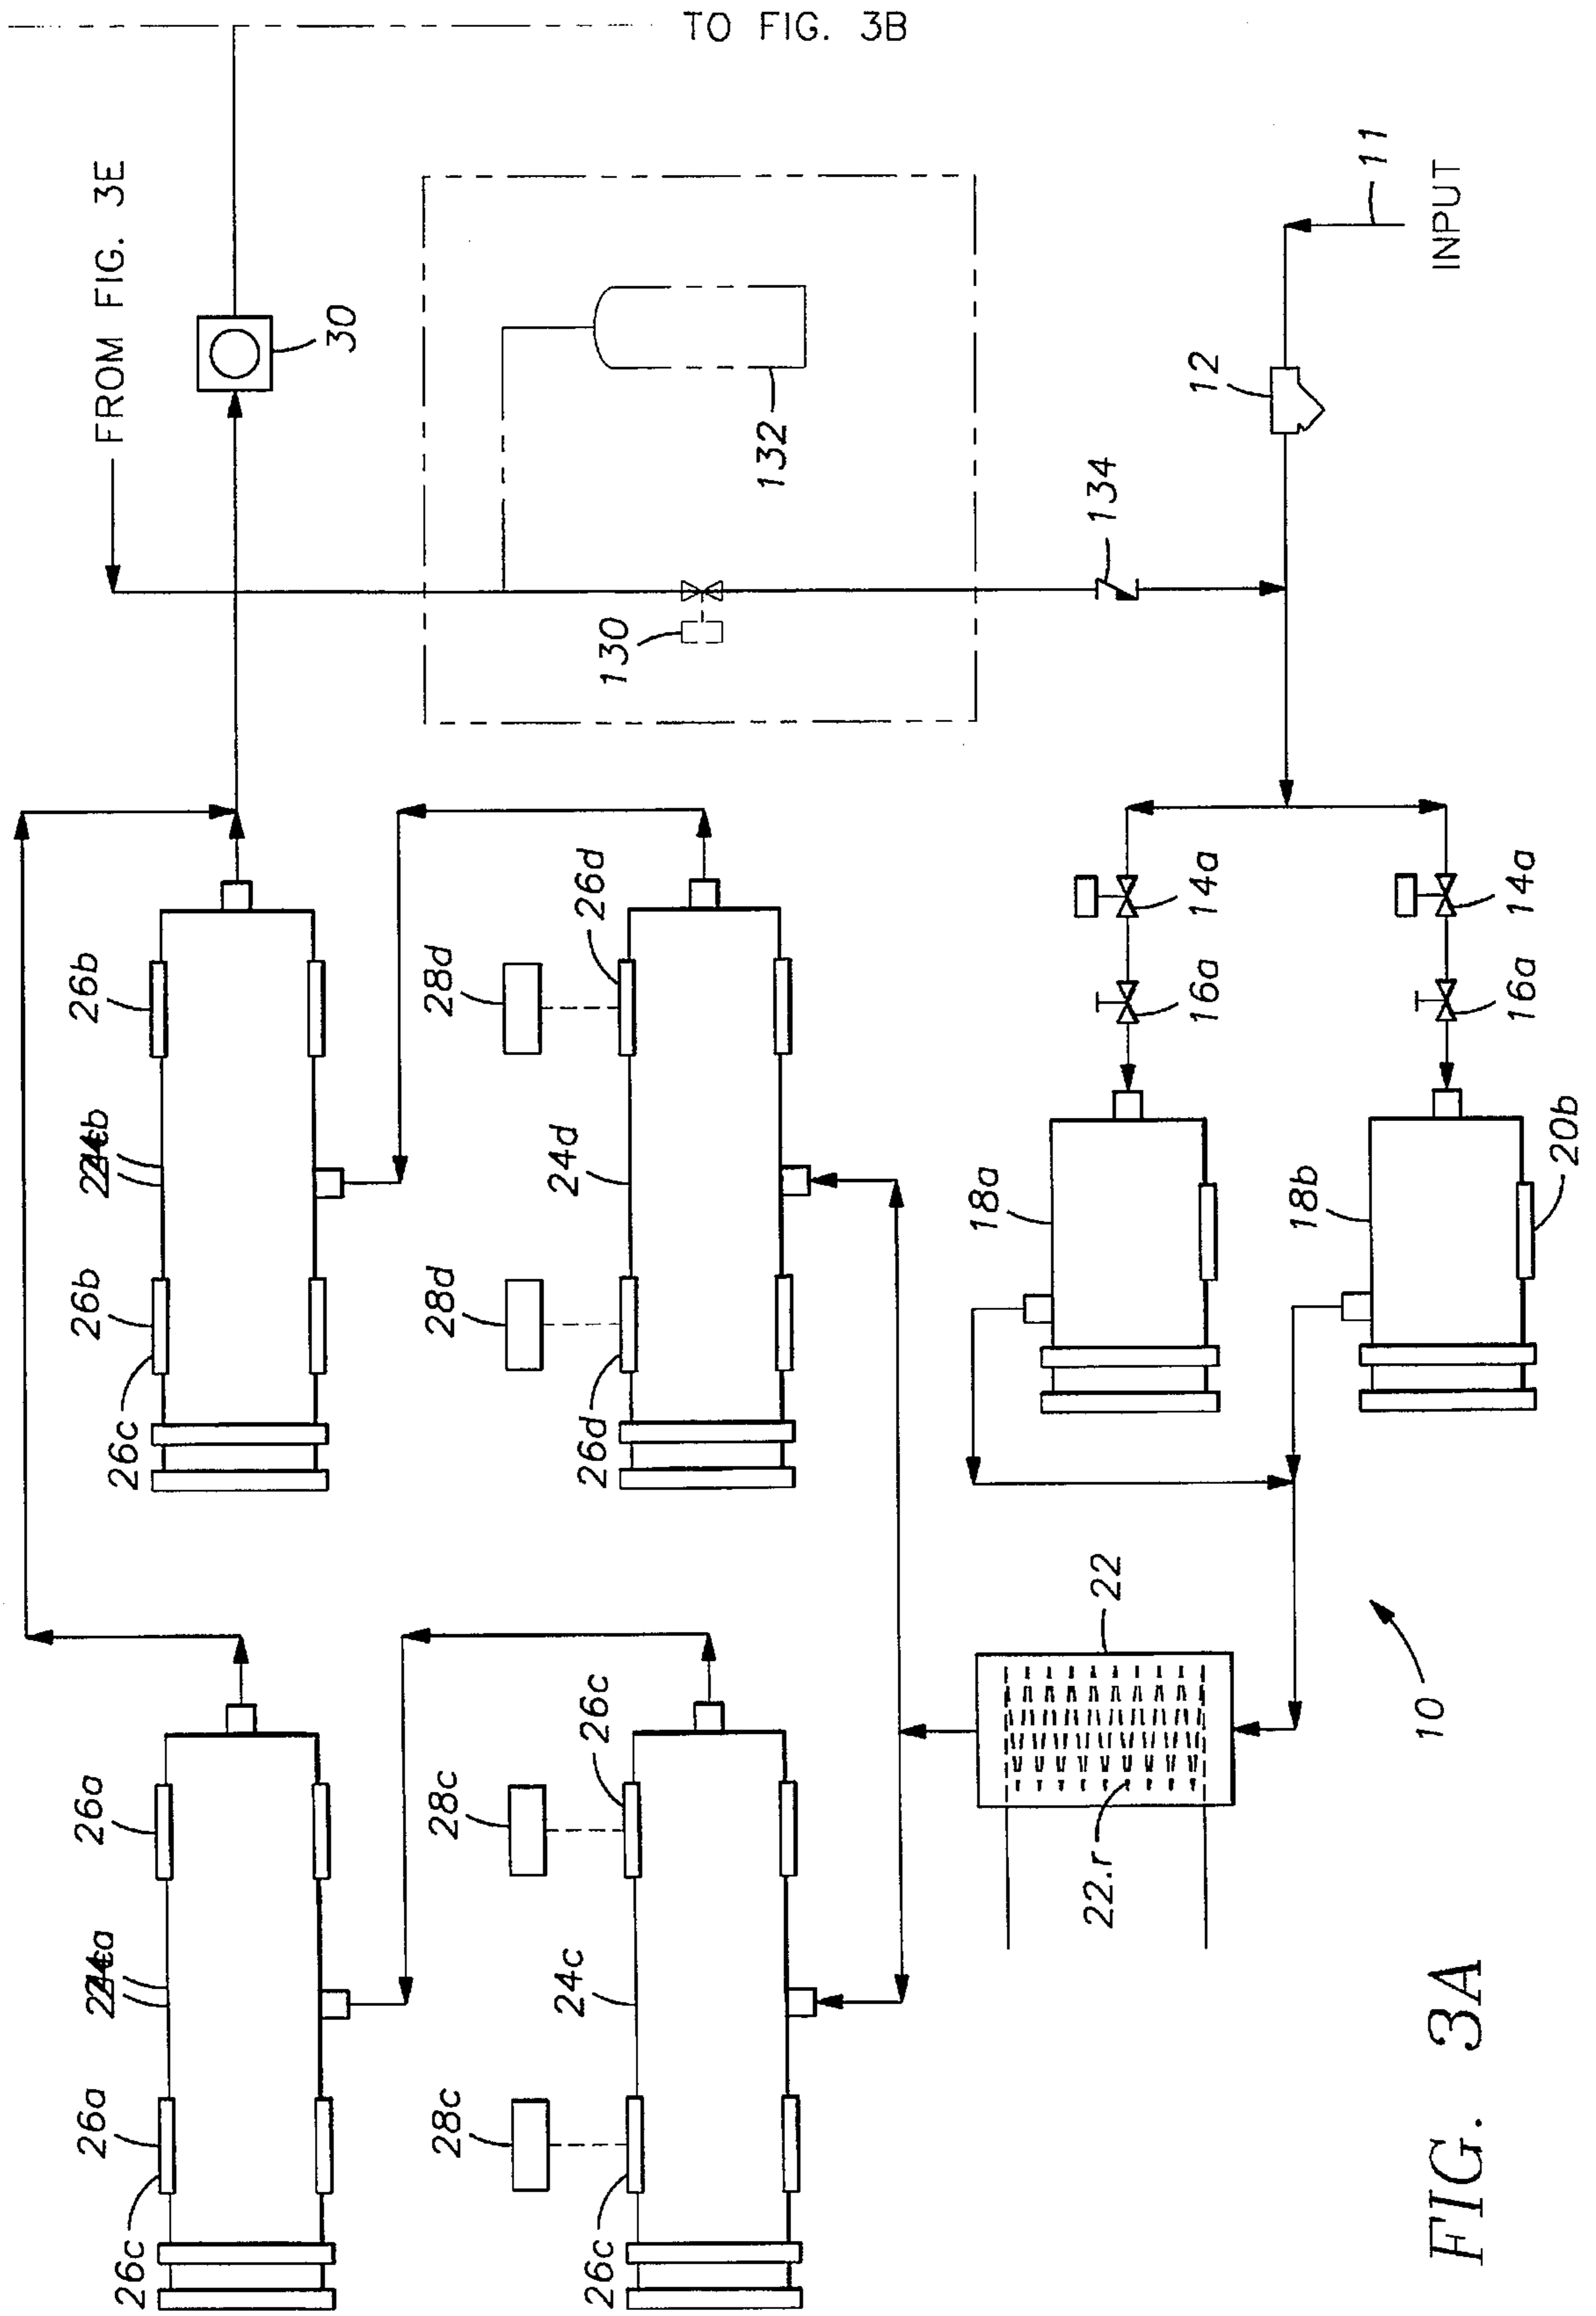 TO FIG. 3B
26a
26a
26b
26b
FROM FIG. 3E
26c
26c
30
28c
28c
28d
28d
24c
24d
26c
26c
26d
26d
130
132
18a
134
22.r
22
16a
14a
12
18b
11
10
INPUT
FIG. 3A
16a
14a
20b